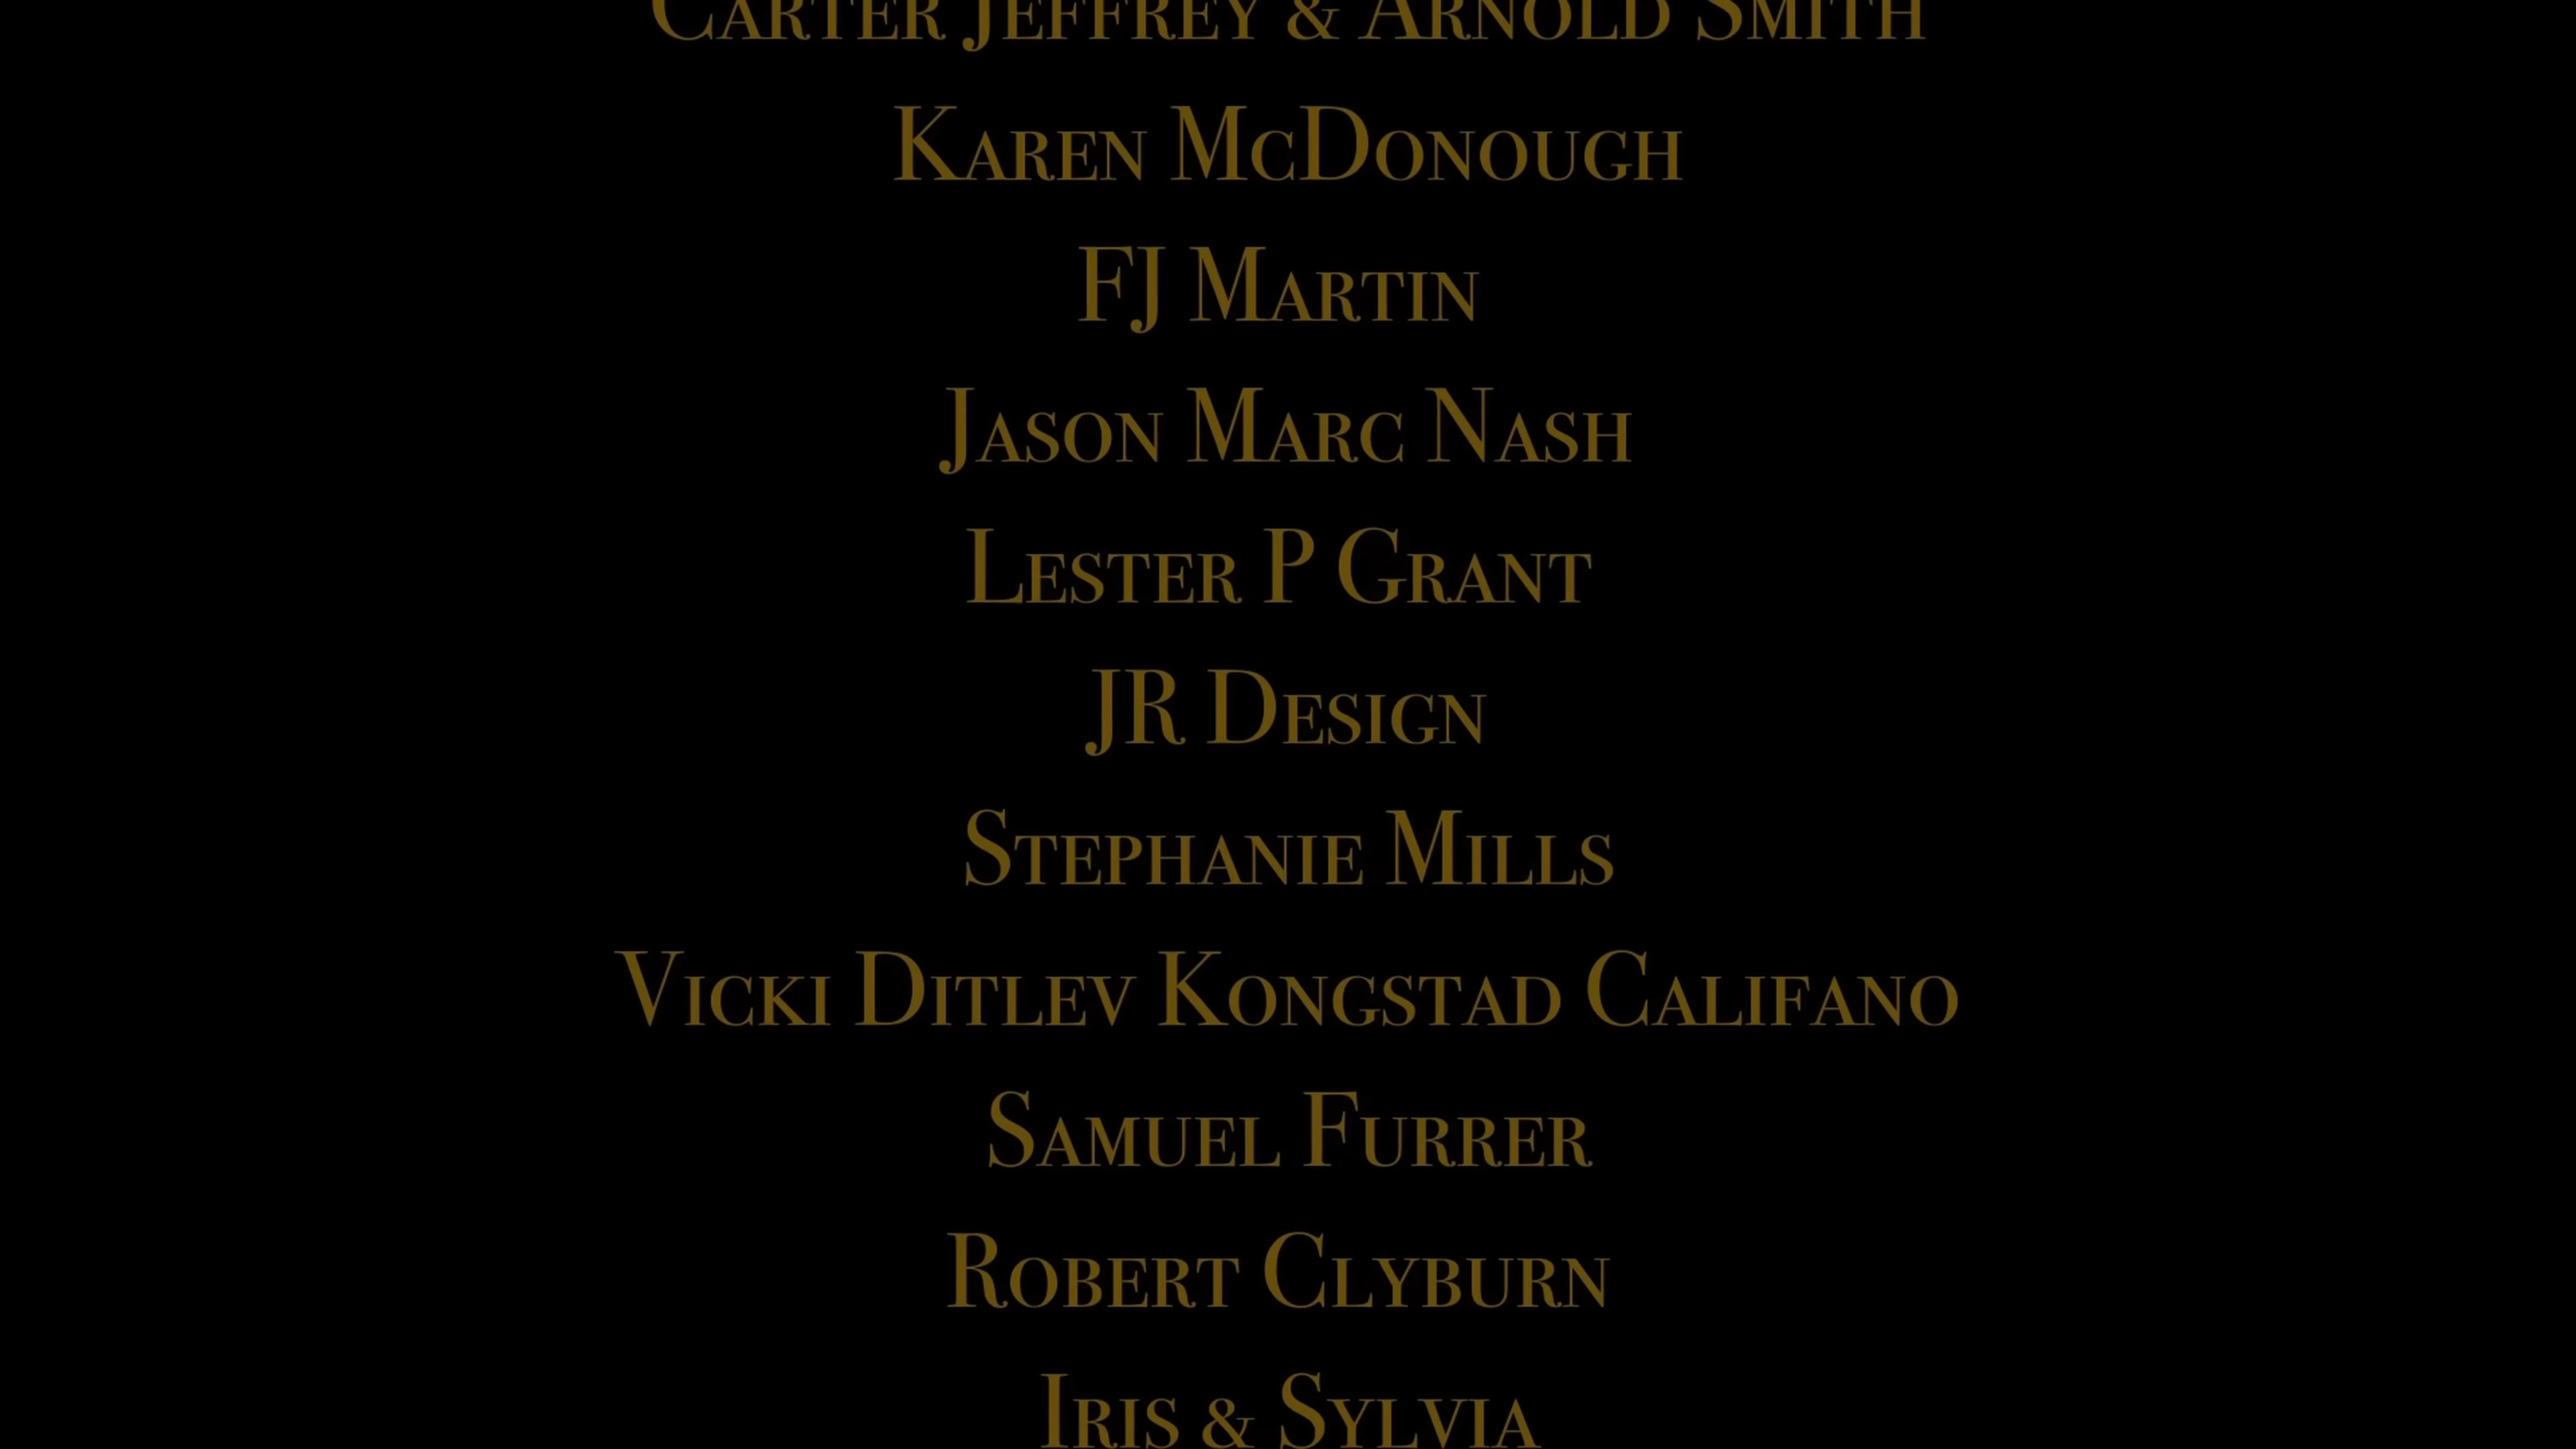 Carter Jeffrey & Arnold Smith
Karen McDonough
FJ Martin
Jason Marc Nash
Lester P Grant
JR Design
Stephanie Mills
Vicki Ditlev Kongstad Califano
Samuel Furrer
Robert Clyburn
Iris & Sylvia